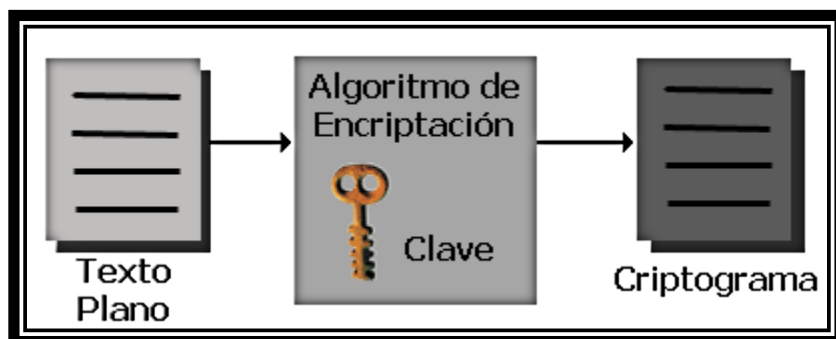 Texto
Plano
Algoritmo de
Encriptación
Clave
Criptograma